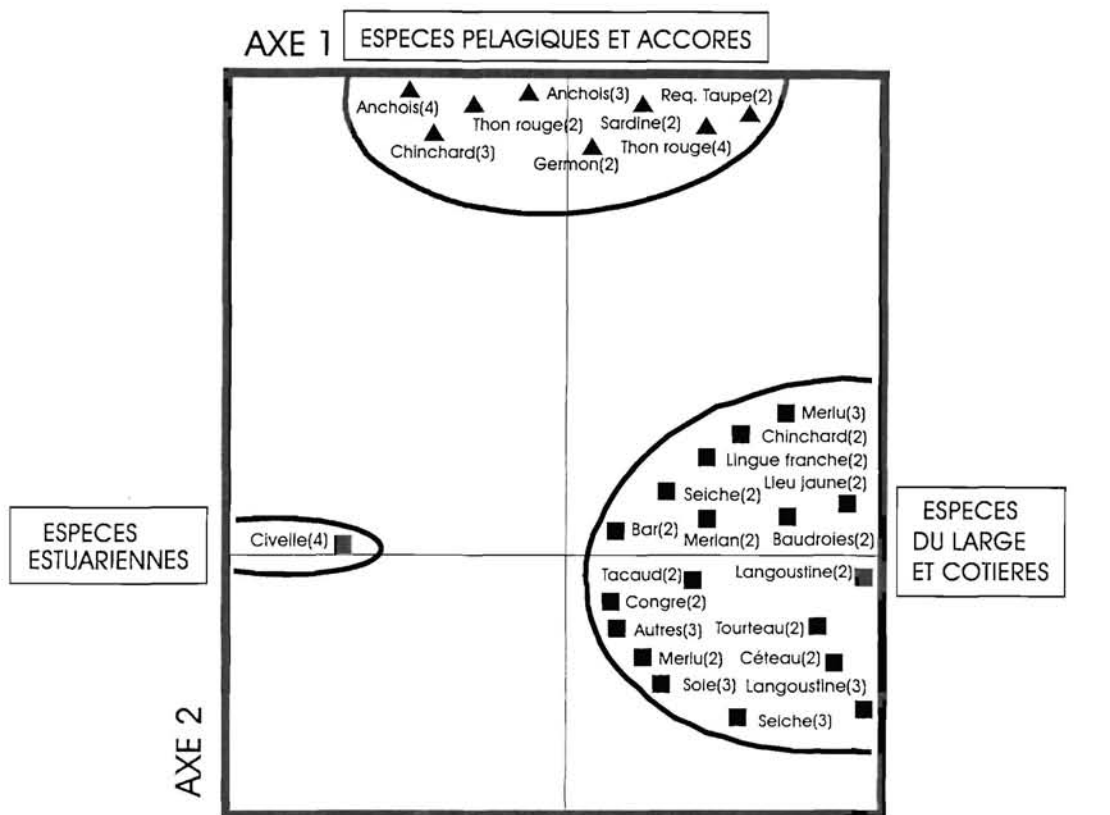 AXE 1
ESPECES PELAGIQUES ET ACCORES
Anchois(4)
Anchois(3)
Req. Taupe(2)
Thon rouge(2)
Sardine(2)
Chinchard(3)
Germon(2)
Thon rouge(4)
Merlu(3)
Chinchard(2)
Lingue franche(2)
Lieu jaune(2)
Seiche(2)
Bar(2)
Merlan(2)
Baudroies(2)
ESPECES
ESTUARIENNES
Civelle(4)
ESPECES
DU LARGE
ET COTIERES
Tacaud(2)
Langoustine(2)
Congre(2)
Autres(3)
Tourteau(2)
Merlu(2)
Céteau(2)
Sole(3)
Langoustine(3)
Seiche(3)
AXE 2